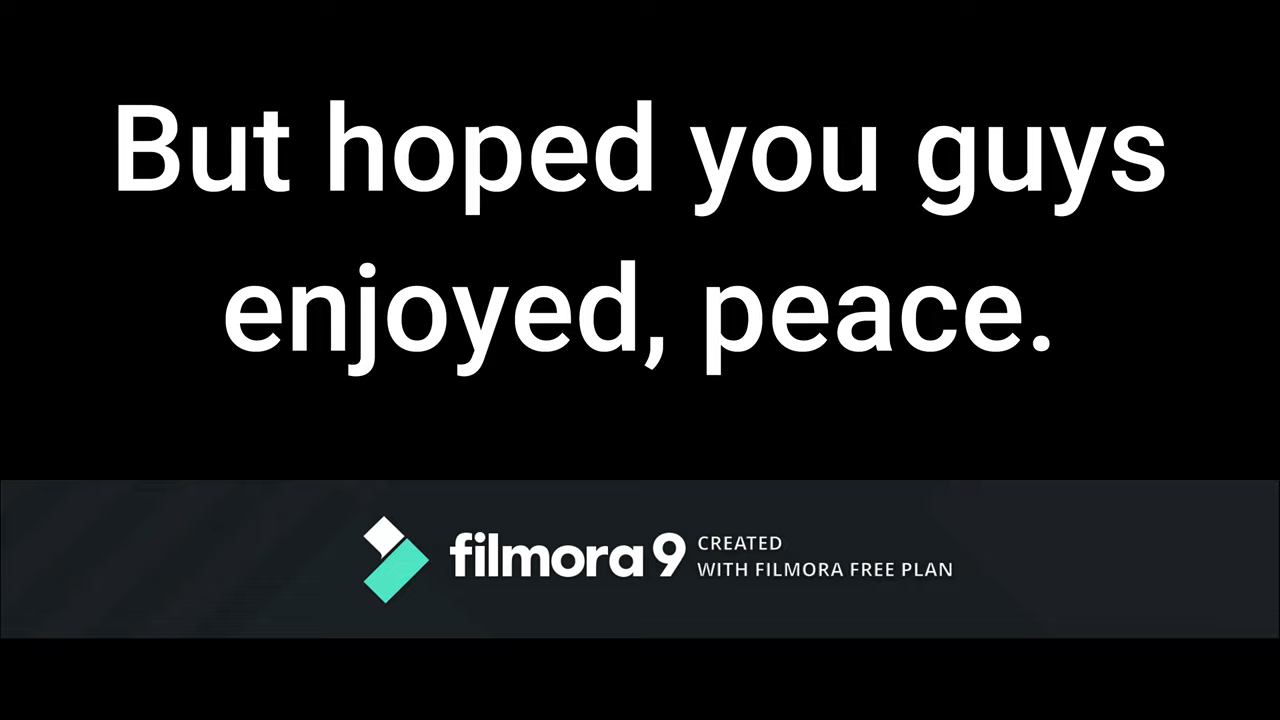 But hoped you guys
enjoyed, peace.
filmora 9 CREATED
WITH FILMORA FREE PLAN